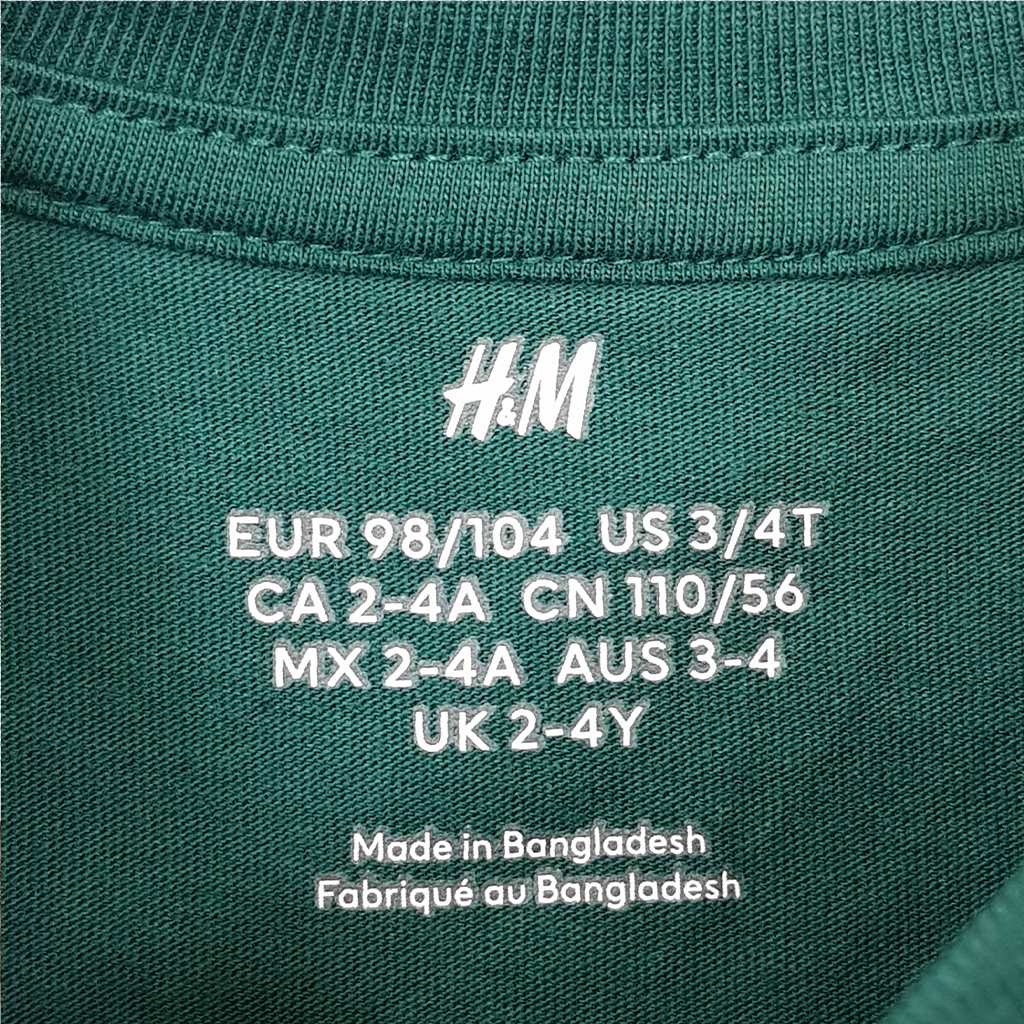 H&M
EUR 98/104 US 3/4T
CA 2-4A CN 110/56
MX 2-4A AUS 3-4
UK 2-4Y
Made in Bangladesh
Fabriqué au Bangladesh